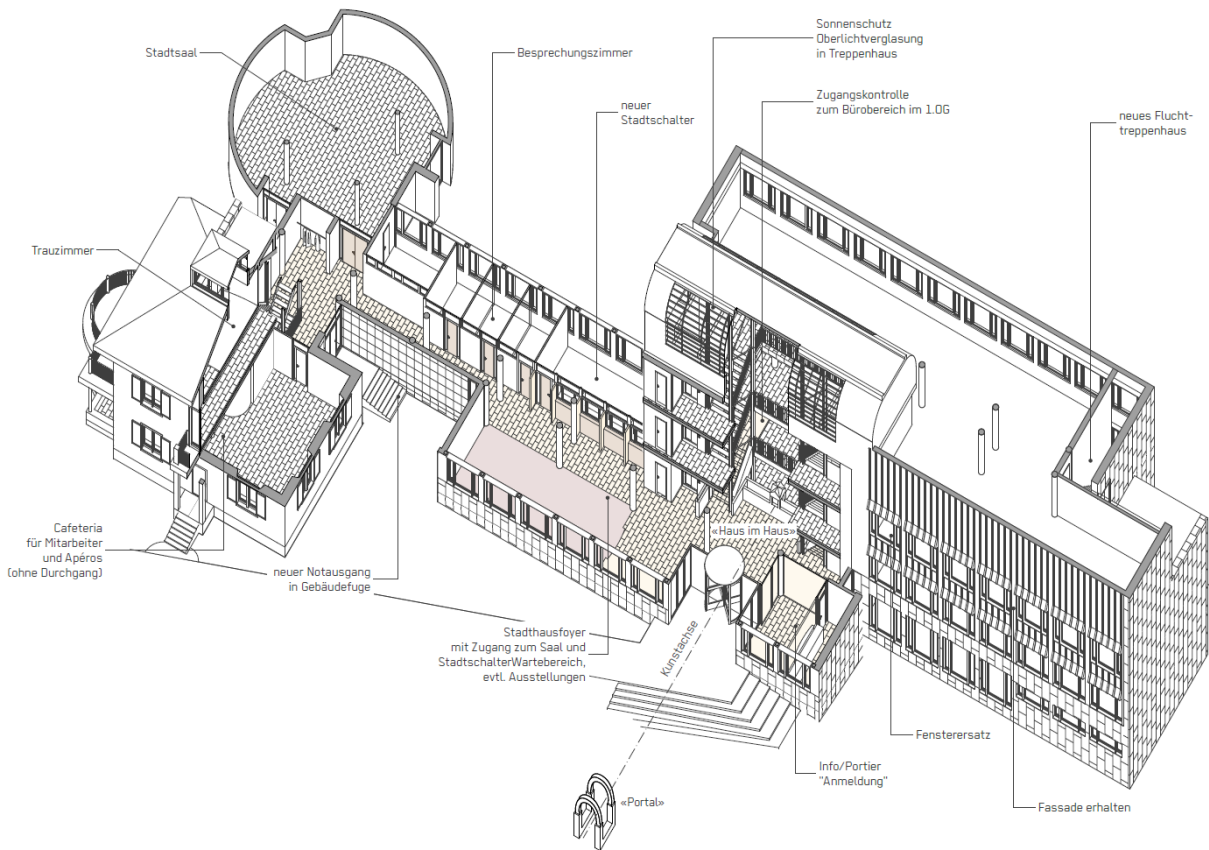 Stadtsaal
Besprechungszimmer
neuer
Stadtschalter
Sonnenschutz
Oberlichtverglasung
in Treppenhaus
Zugangskontrolle
zum Bürobereich im 1.OG
neues Flucht-
treppenhaus
Trauzimmer
«Haus im Haus»
Cafeteria
für Mitarbeiter
und Apéros
(ohne Durchgang)
neuer Notausgang
in Gebäudefuge
Stadthausfoyer
mit Zugang zum Saal und
StadtschalterWartebereich,
evtl. Ausstellungen
Kunstachse
«Portal»
Info/Portier
"Anmeldung"
Fensterersatz
Fassade erhalten